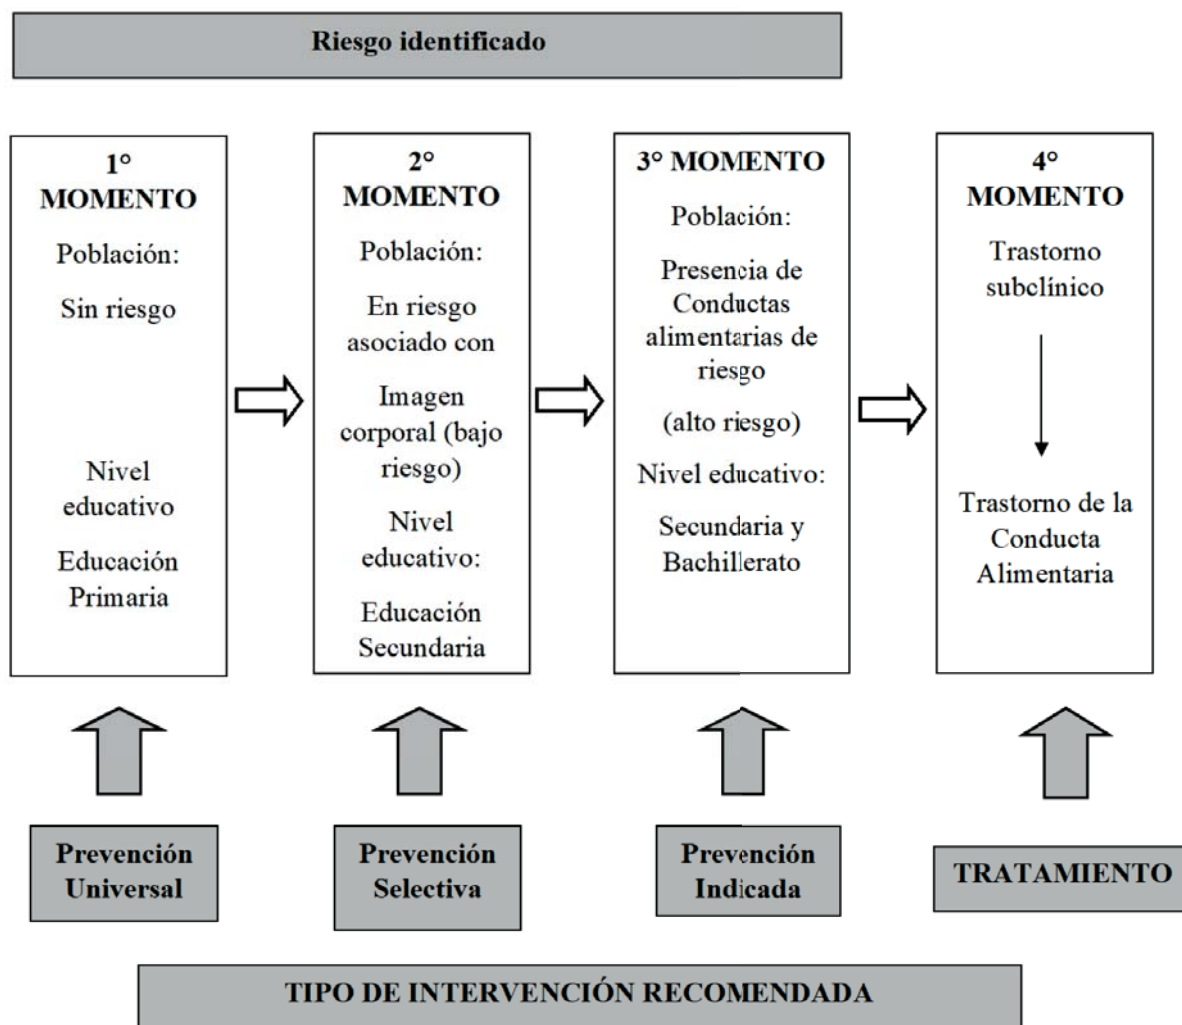 Riesgo identificado
1°
MOMENTO
Población:
Sin riesgo
Nivel
educativo
Educación
Primaria
2°
MOMENTO
Población:
En riesgo
asociado con
Imagen
corporal (bajo
riesgo)
Nivel
educativo:
Educación
Secundaria
3° MOMENTO
Población:
Presencia de
Conductas
alimentarias de
riesgo
(alto riesgo)
Nivel educativo:
Secundaria y
Bachillerato
4°
MOMENTO
Trastorno
subclínico
Trastorno de la
Conducta
Alimentaria
Prevención
Universal
Prevención
Selectiva
Prevención
Indicada
TRATAMIENTO
TIPO DE INTERVENCIÓN RECOMENDADA